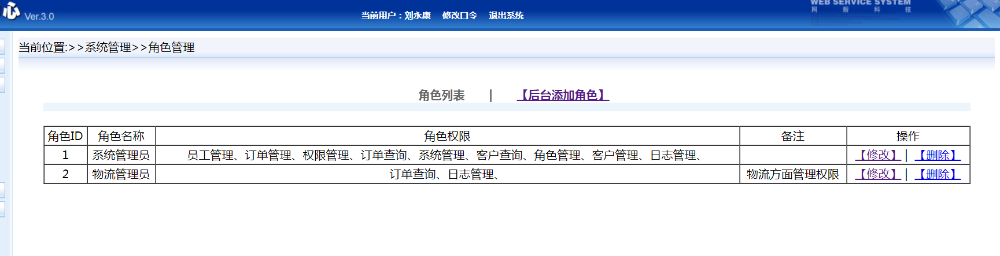 心 Ver.3.0
当前用户：刘永康 修改口令 退出系统
WEB SERVICE SYSTEM
网 新 科 技
当前位置:>>系统管理>>角色管理
角色列表 | 【后台添加角色】
角色ID 角色名称 角色权限 备注 操作
1 系统管理员 员工管理、订单管理、权限管理、订单查询、系统管理、客户查询、角色管理、客户管理、日志管理、 【修改】 | 【删除】
2 物流管理员 订单查询、日志管理、 物流方面管理权限 【修改】 | 【删除】